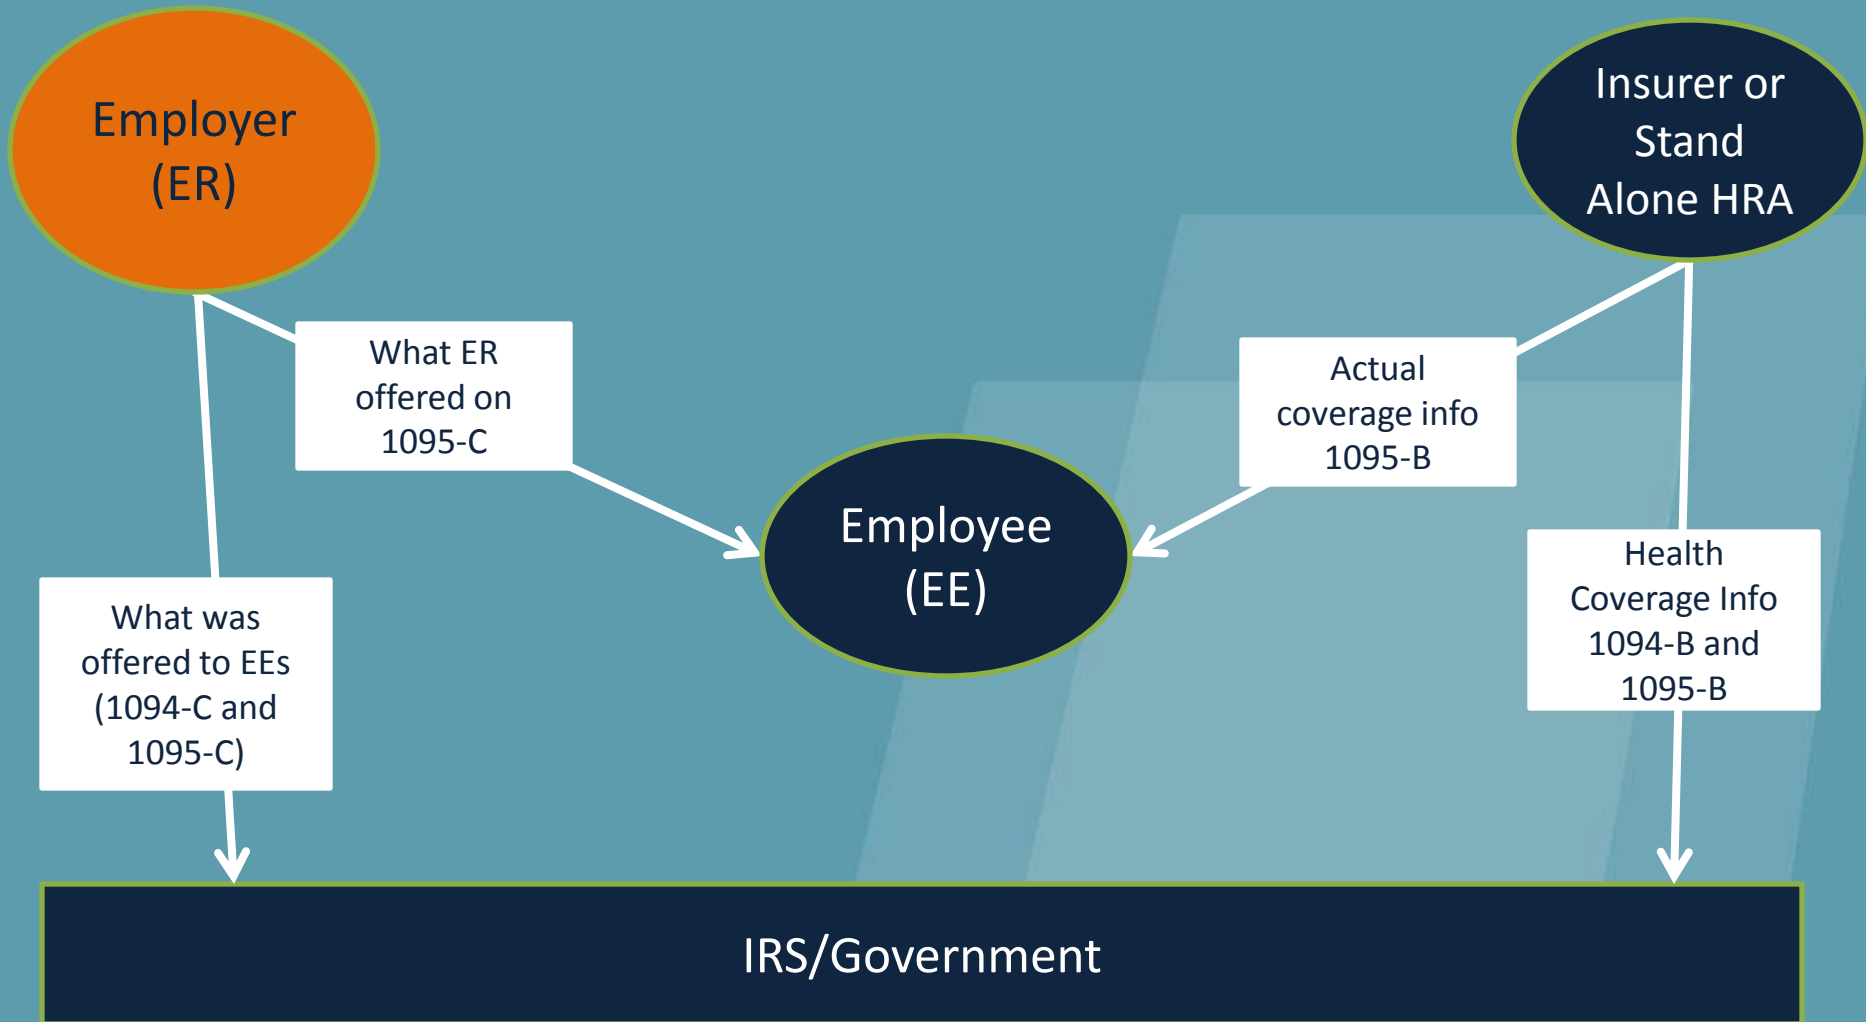 Employer
(ER)
Insurer or
Stand
Alone HRA
What ER
offered on
1095-C
Actual
coverage info
1095-B
Employee
(EE)
What was
offered to EEs
(1094-C and
1095-C)
Health
Coverage Info
1094-B and
1095-B
IRS/Government